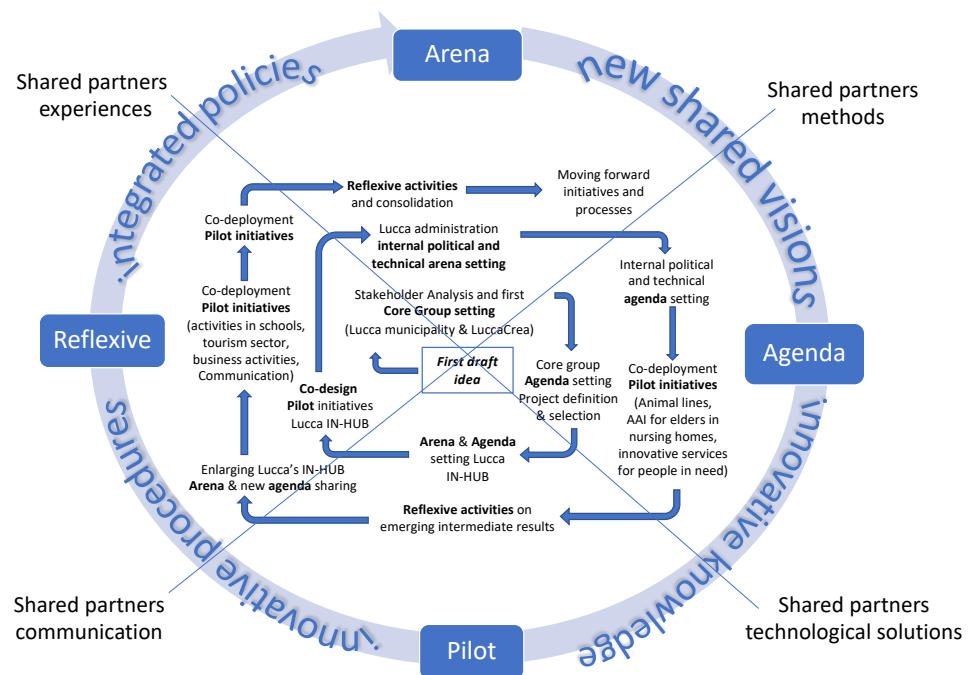 Arena
integrated policies
new shared visions
Shared partners
experiences
Shared partners
methods
Reflexive activities
and consolidation
Moving forward
initiatives and
processes
Co-deployment
Pilot initiatives
Lucca administration
internal political and
technical arena setting
Internal political
and technical
agenda setting
Co-deployment
Pilot initiatives
(activities in schools,
tourism sector,
business activities,
Communication)
Stakeholder Analysis and first
Core Group setting
(Lucca municipality & LuccaCrea)
Reflexive
Agenda
First draft
idea
Core group
Agenda setting
Project definition
& selection
Co-deployment
Pilot initiatives
(Animal lines,
AAI for elders in
nursing homes,
innovative services
for people in need)
Co-design
Pilot initiatives
Lucca IN-HUB
Arena & Agenda
setting Lucca
IN-HUB
Enlarging Lucca's IN-HUB
Arena & new agenda sharing
Reflexive activities on
emerging intermediate results
innovative procedures
innovative knowledge
Shared partners
communication
Shared partners
technological solutions
Pilot